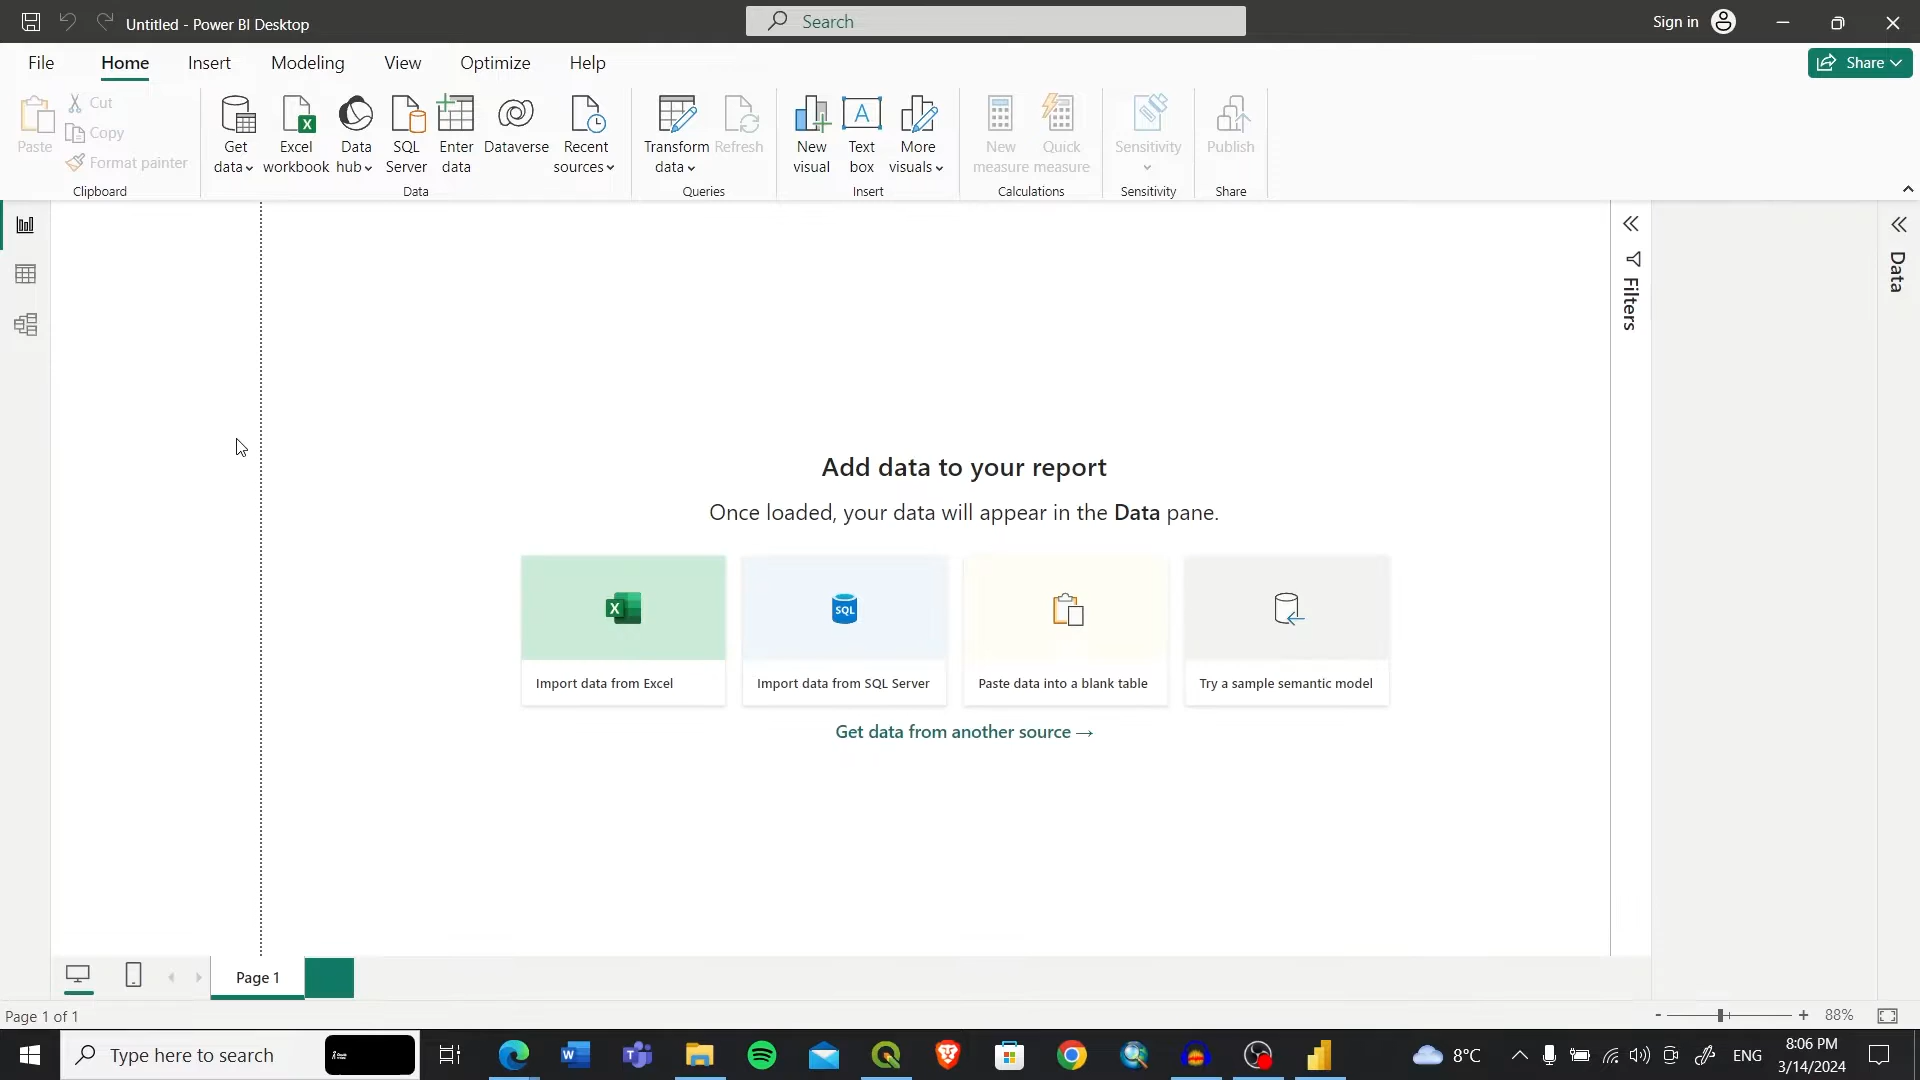 Untitled - Power BI Desktop
Search
Sign in
File Home Insert Modeling View Optimize Help
Share
Paste
Cut
Copy
Format painter
Clipboard
Get data
Excel workbook
Data hub
SQL Server
Enter data
Dataverse
Recent sources
Data
Transform data
Refresh
Queries
New visual
Text box
More visuals
Insert
New measure
Quick measure
Calculations
Sensitivity
Sensitivity
Publish
Share
Filters
Data
Add data to your report
Once loaded, your data will appear in the Data pane.
X
SQL
Import data from Excel
Import data from SQL Server
Paste data into a blank table
Try a sample semantic model
Get data from another source →
Page 1
Page 1 of 1
- + 88%
Type here to search
8°C
ENG
8:06 PM
3/14/2024